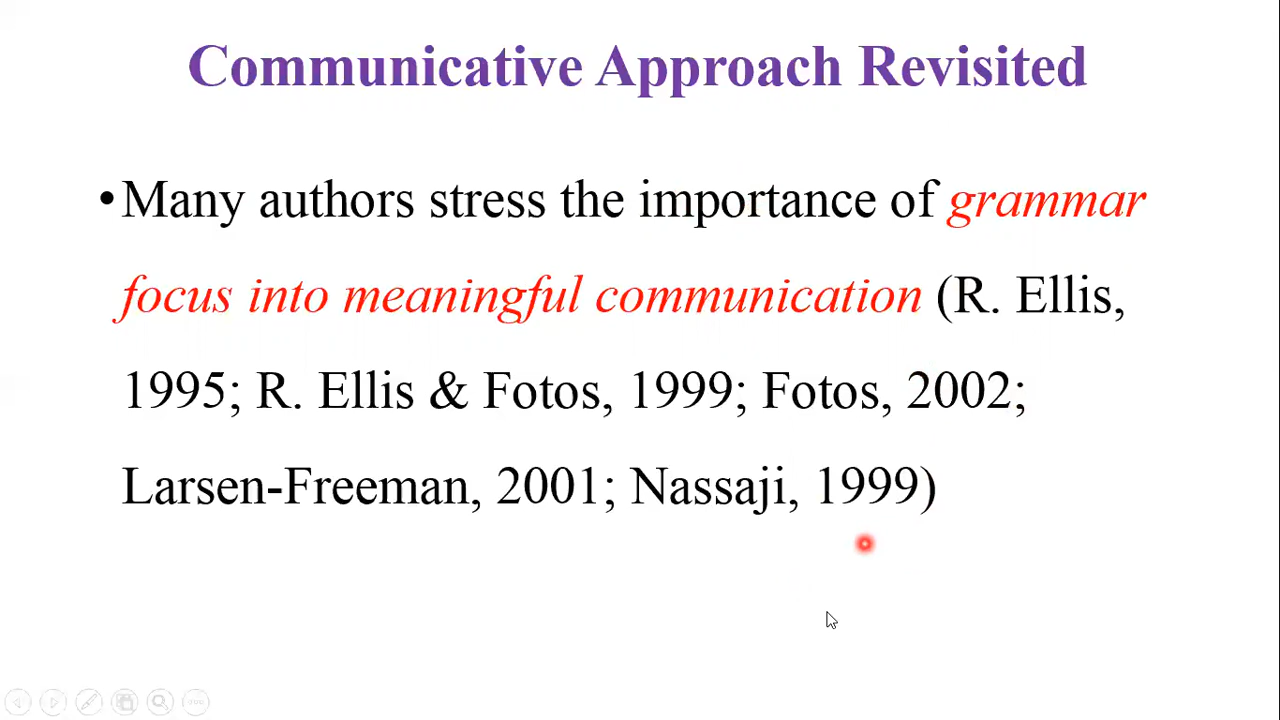 Communicative Approach Revisited
•Many authors stress the importance of grammar
focus into meaningful communication (R. Ellis,
1995; R. Ellis & Fotos, 1999; Fotos, 2002;
Larsen-Freeman, 2001; Nassaji, 1999)